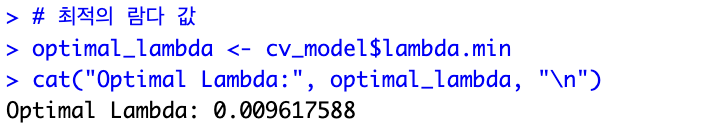 > # 최적의 람다 값
> optimal_lambda <- cv_model$lambda.min
> cat("Optimal Lambda:", optimal_lambda, "\n")
Optimal Lambda: 0.009617588